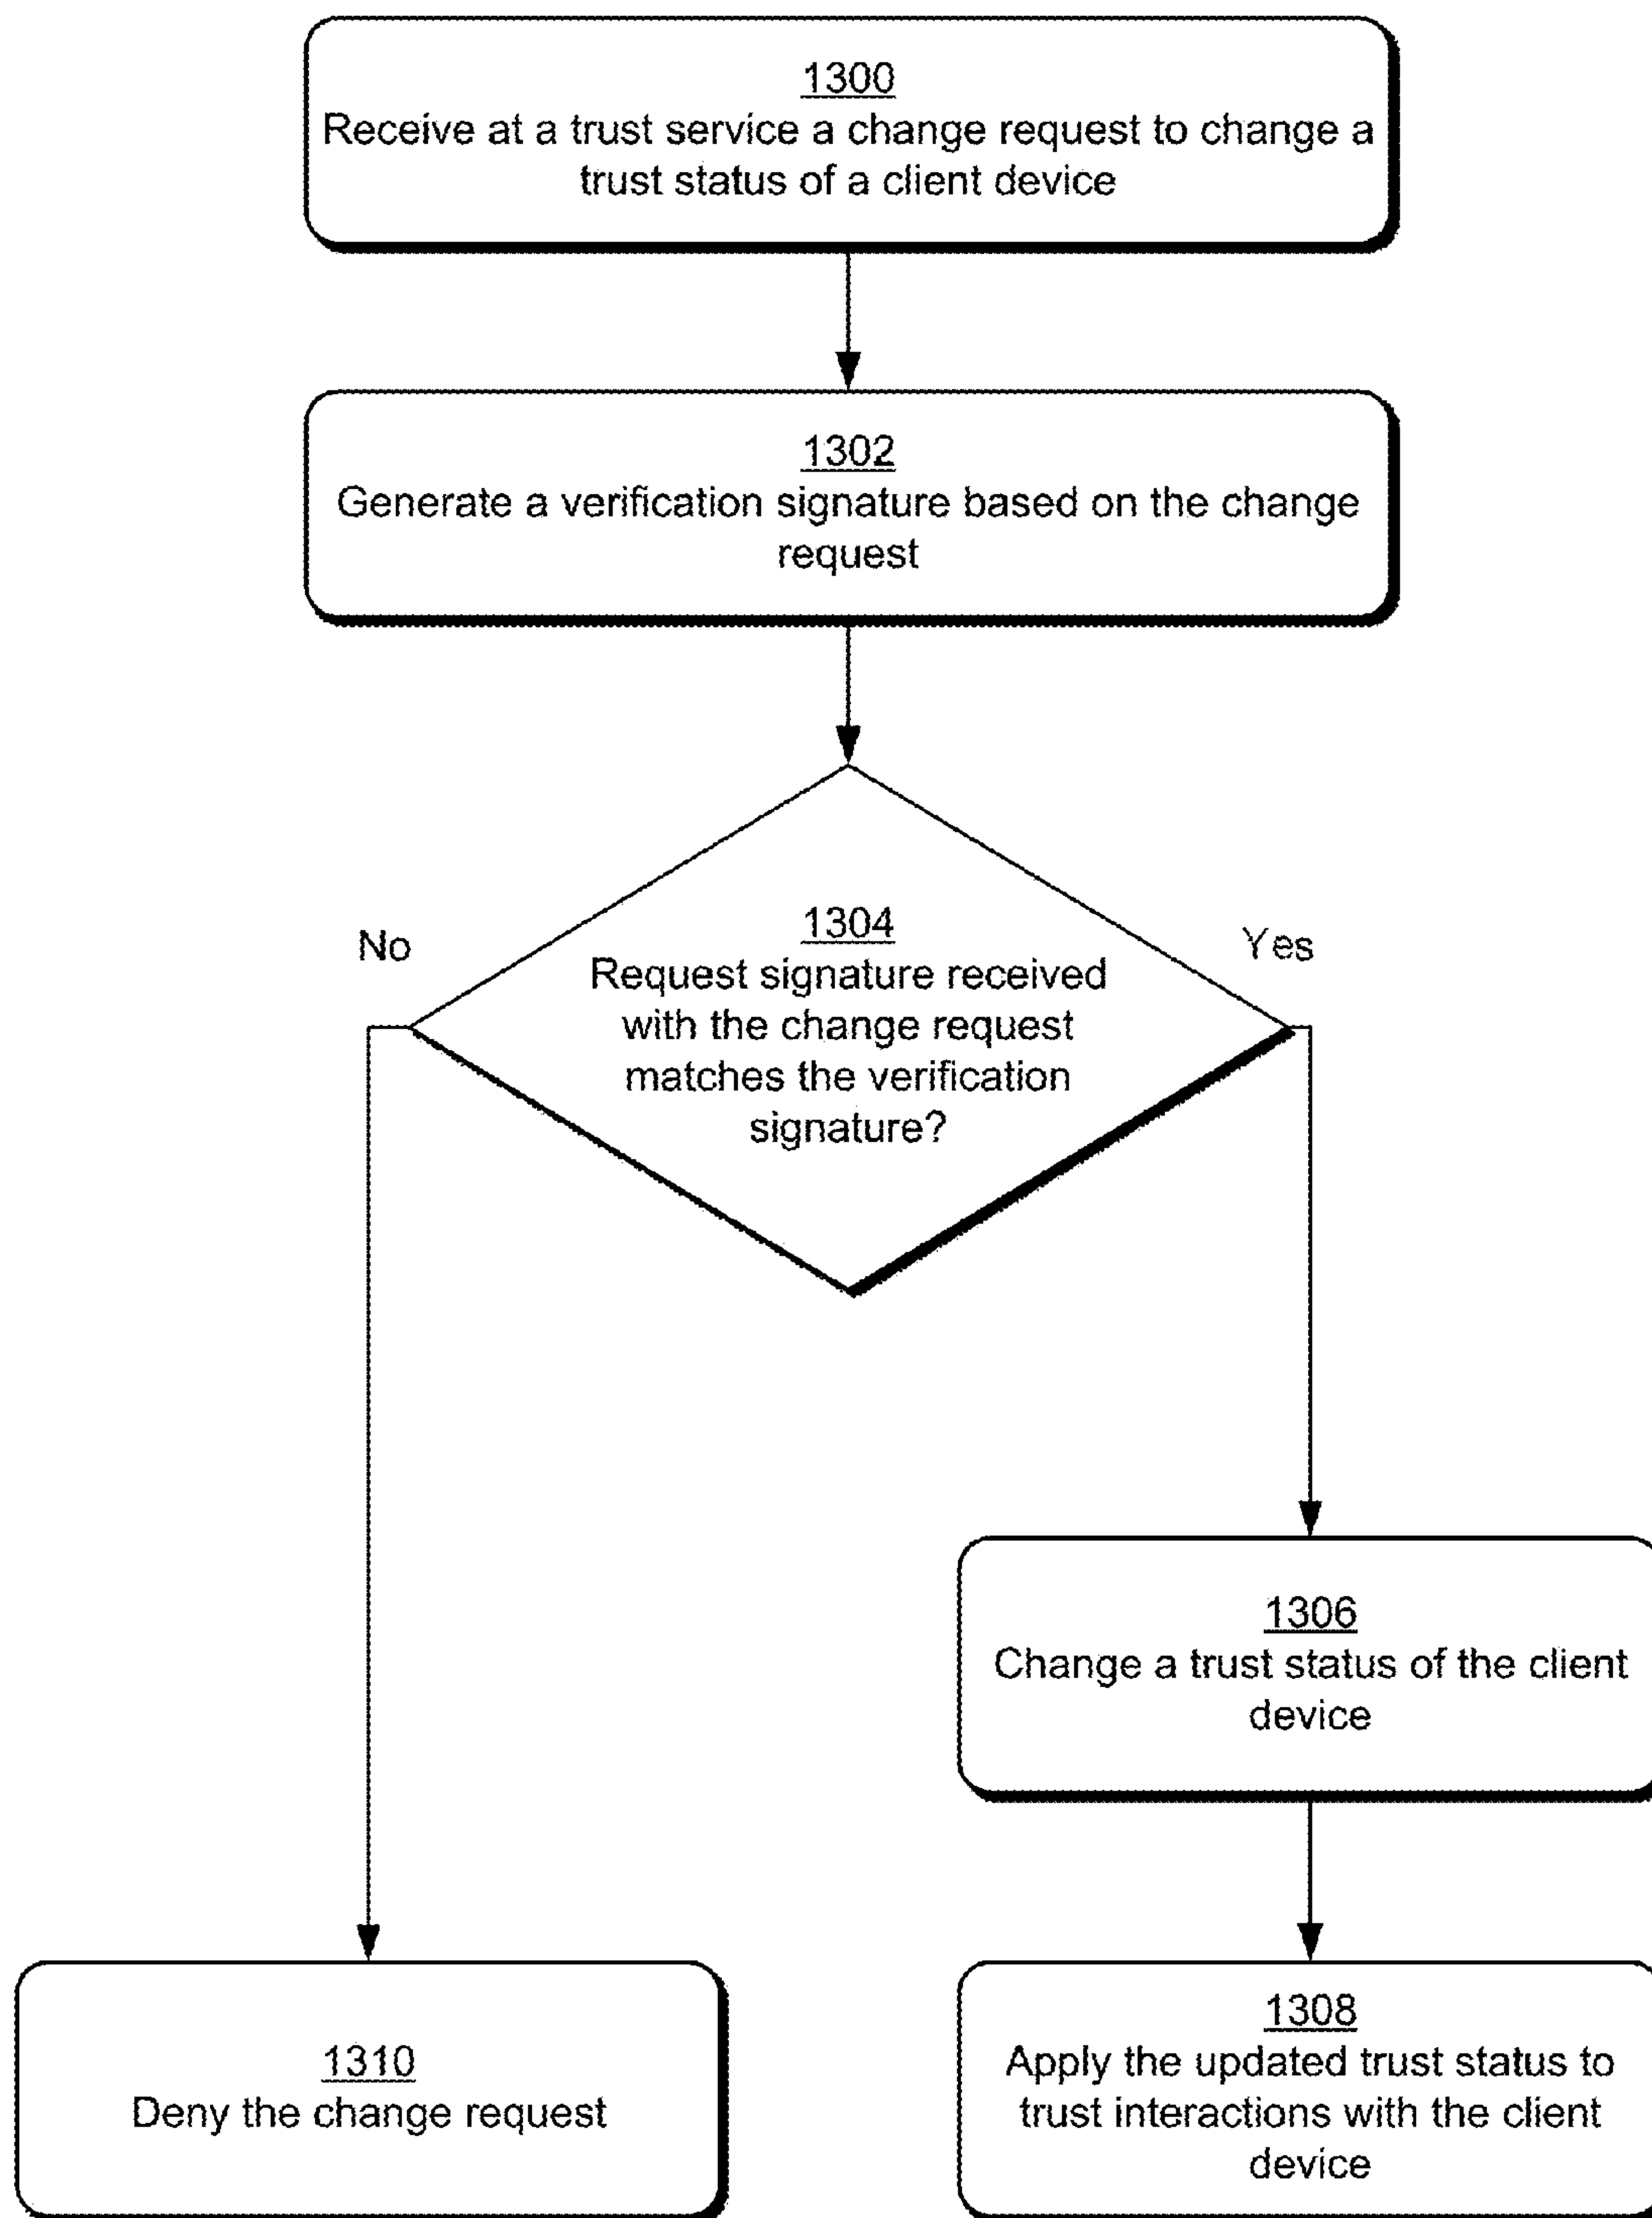 1300
Receive at a trust service a change request to change a
trust status of a client device
1302
Generate a verification signature based on the change
request
No
Yes
1304
Request signature received
with the change request
matches the verification
signature?
1306
Change a trust status of the client
device
1310
Deny the change request
1308
Apply the updated trust status to
trust interactions with the client
device